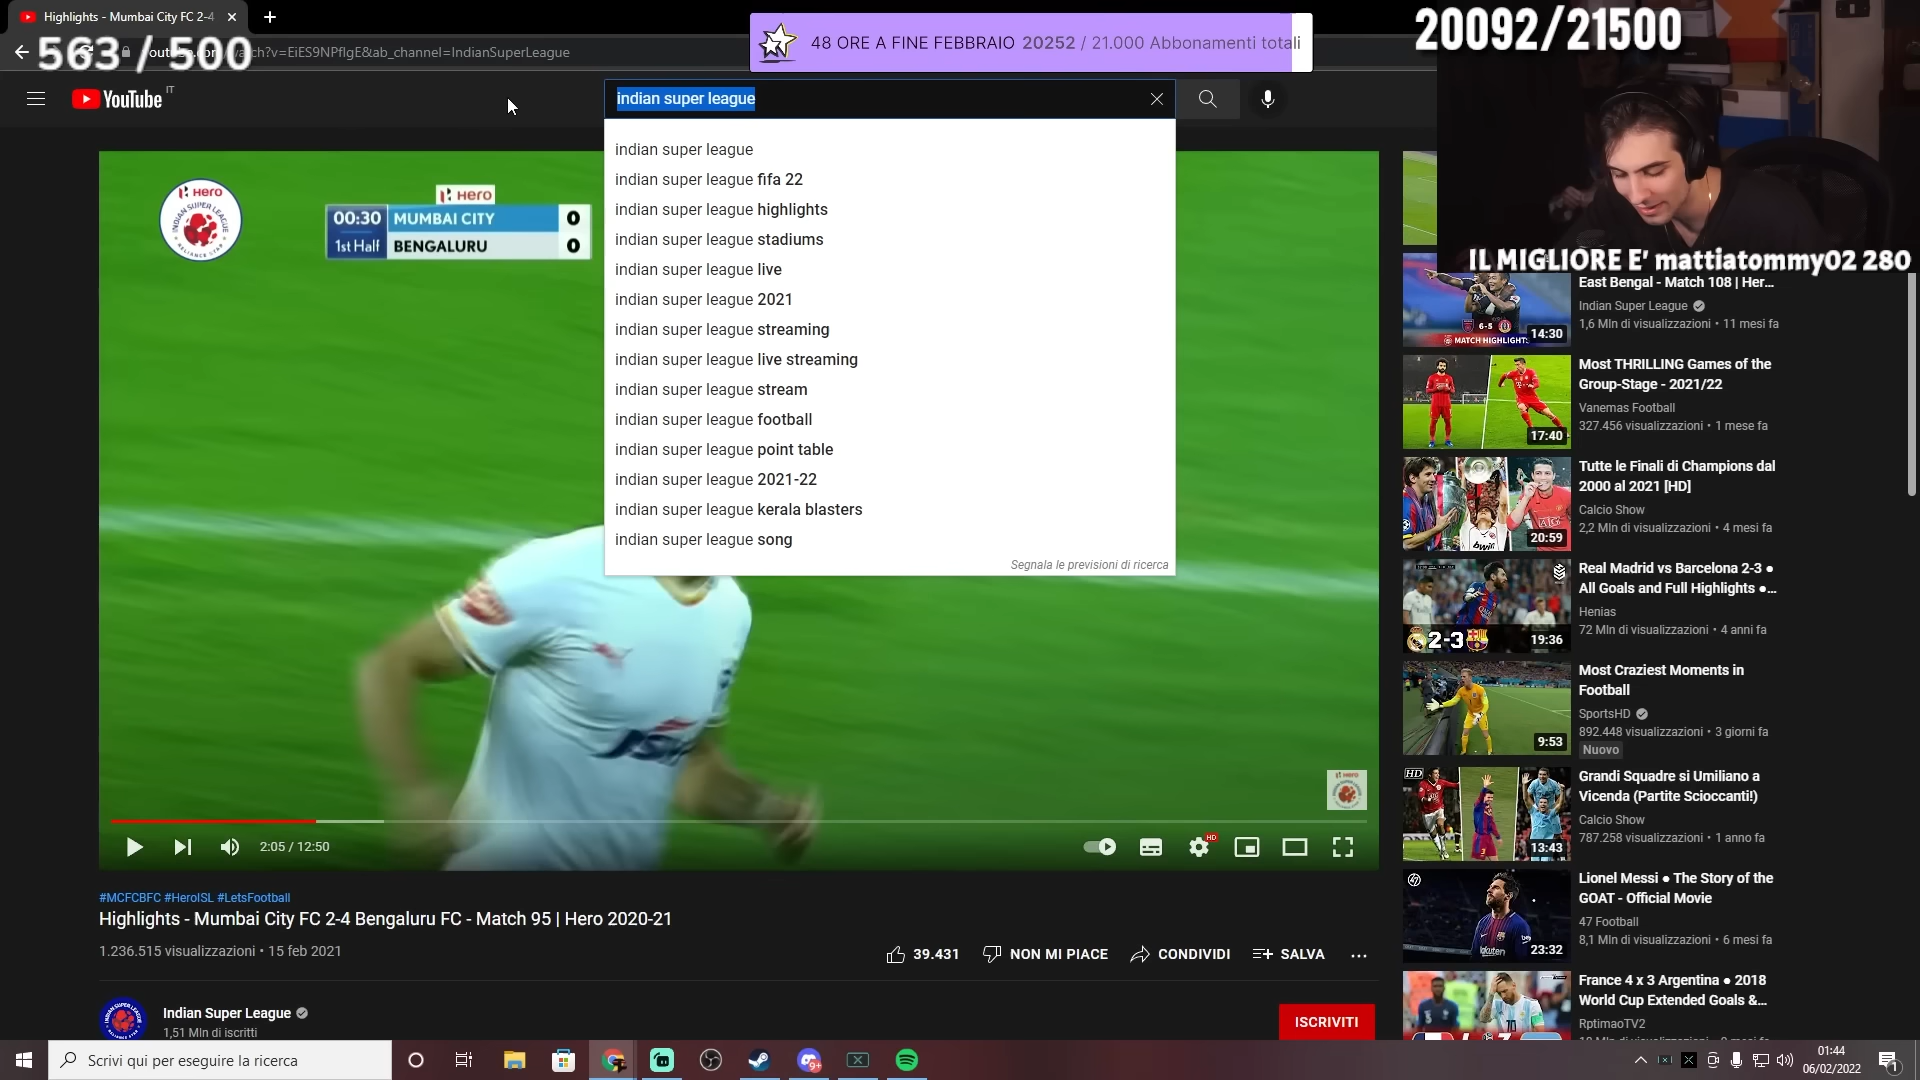 Highlights - Mumbai City FC 2-4
563 / 500
/watch?v=EiES9NPflgE&ab_channel=IndianSuperLeague
48 ORE A FINE FEBBRAIO 20252 / 21.000 Abbonamenti totali
20092/21500
YouTube IT
indian super league
indian super league
indian super league fifa 22
indian super league highlights
indian super league stadiums
indian super league live
indian super league 2021
indian super league streaming
indian super league live streaming
indian super league stream
indian super league football
indian super league point table
indian super league 2021-22
indian super league kerala blasters
indian super league song
Segnala le previsioni di ricerca
Hero
INDIAN SUPER LEAGUE
Hero
00:30 MUMBAI CITY 0
1st Half BENGALURU 0
IL MIGLIORE E' mattiatommy02 280
East Bengal - Match 108 | Her...
Indian Super League
1,6 Mln di visualizzazioni • 11 mesi fa
6-5
MATCH HIGHLIGHTS
14:30
Most THRILLING Games of the
Group-Stage - 2021/22
Vanemas Football
327.456 visualizzazioni • 1 mese fa
17:40
Tutte le Finali di Champions dal
2000 al 2021 [HD]
Calcio Show
2,2 Mln di visualizzazioni • 4 mesi fa
20:59
Real Madrid vs Barcelona 2-3 ●
All Goals and Full Highlights ●...
Henias
72 Mln di visualizzazioni • 4 anni fa
2-3
19:36
Most Craziest Moments in
Football
SportsHD
892.448 visualizzazioni • 3 giorni fa
Nuovo
9:53
HD
Grandi Squadre si Umiliano a
Vicenda (Partite Scioccanti!)
Calcio Show
787.258 visualizzazioni • 1 anno fa
13:43
Lionel Messi ● The Story of the
GOAT - Official Movie
47 Football
8,1 Mln di visualizzazioni • 6 mesi fa
23:32
France 4 x 3 Argentina ● 2018
World Cup Extended Goals &...
RptimaoTV2
2:05 / 12:50
HD
#MCFCBFC #HeroISL #LetsFootball
Highlights - Mumbai City FC 2-4 Bengaluru FC - Match 95 | Hero 2020-21
1.236.515 visualizzazioni • 15 feb 2021
39.431 NON MI PIACE CONDIVIDI SALVA
Indian Super League
1,51 Mln di iscritti
ISCRIVITI
Scrivi qui per eseguire la ricerca
01:44
06/02/2022